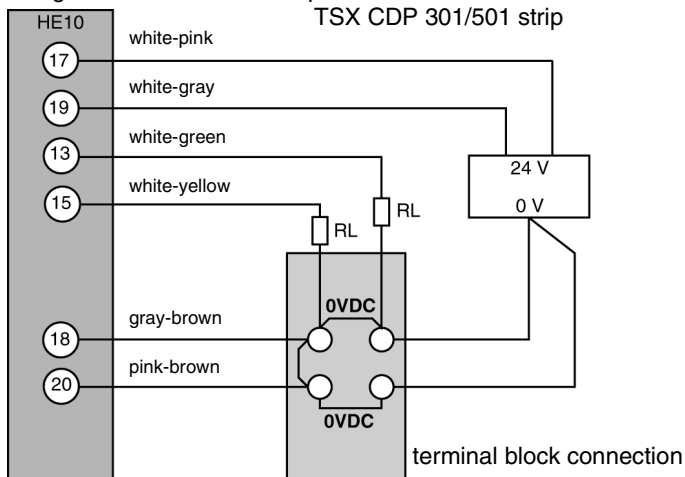 TSX CDP 301/501 strip
HE10
white-pink
17
white-gray
19
white-green
13
24 V
white-yellow
15
0 V
RL
RL
0VDC
gray-brown
18
pink-brown
20
0VDC
terminal block connection